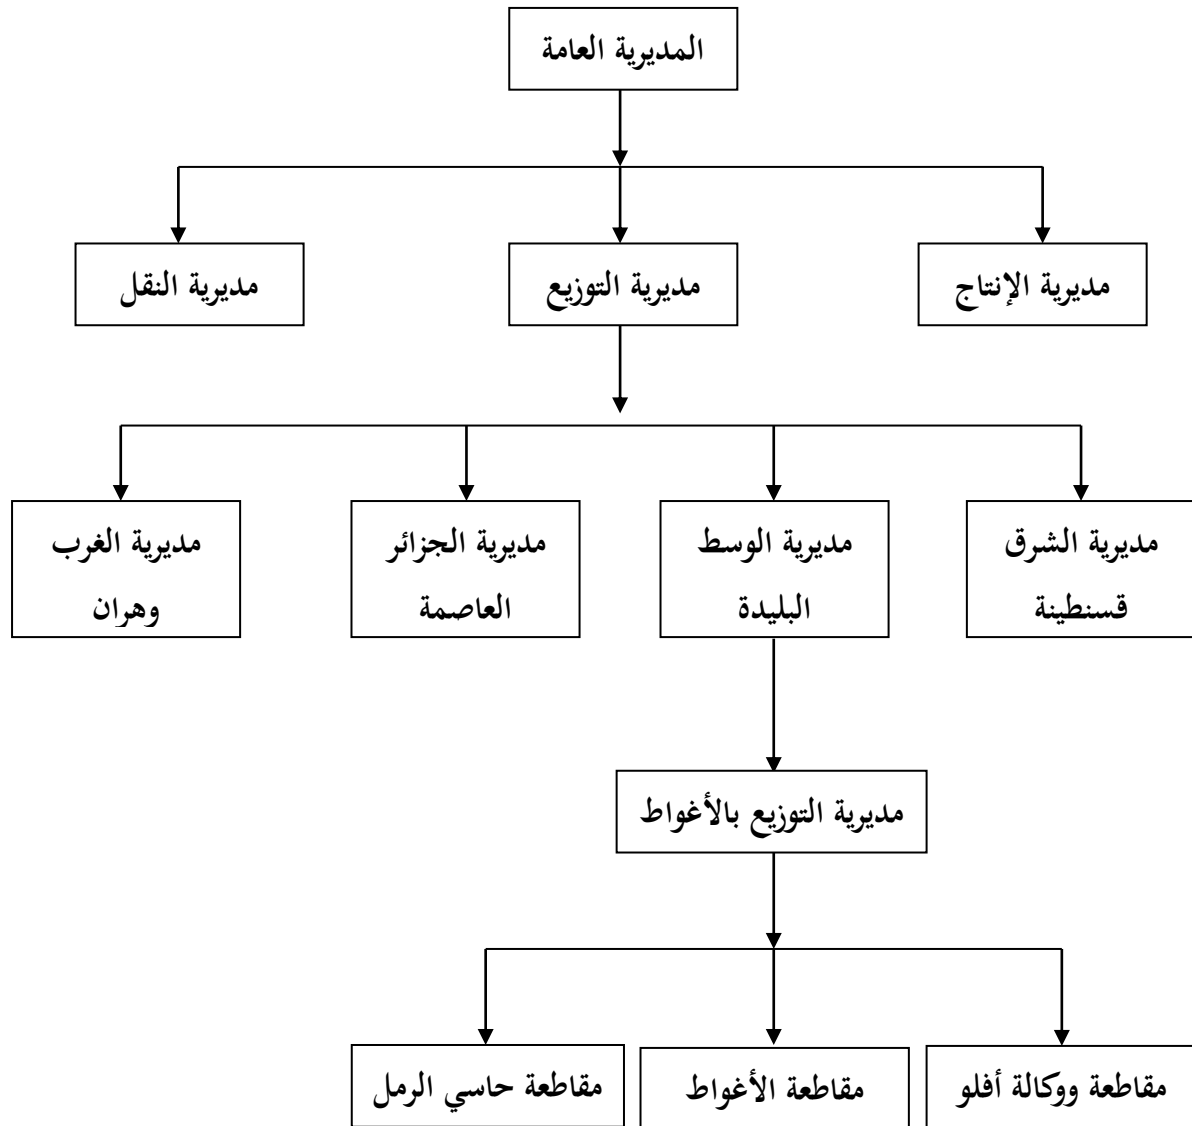 المديرية العامة
مديرية الإنتاج
مديرية التوزيع
مديرية النقل
مديرية الشرق
قسنطينة
مديرية الوسط
البليدة
مديرية الجزائر
العاصمة
مديرية الغرب
وهران
مديرية التوزيع بالأغواط
مقاطعة ووكالة أفلو
مقاطعة الأغواط
مقاطعة حاسي الرمل